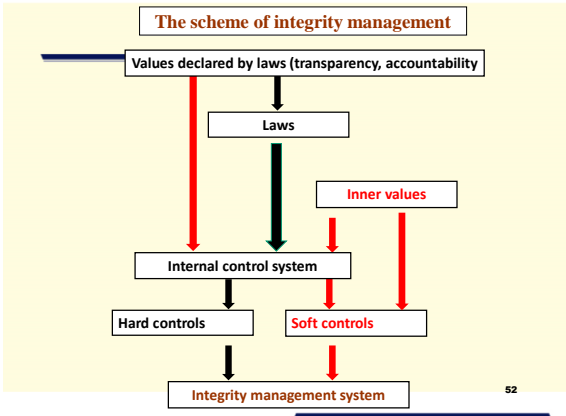 The scheme of integrity management
Values declared by laws (transparency, accountability
Laws
Inner values
Internal control system
Hard controls
Soft controls
Integrity management system
52